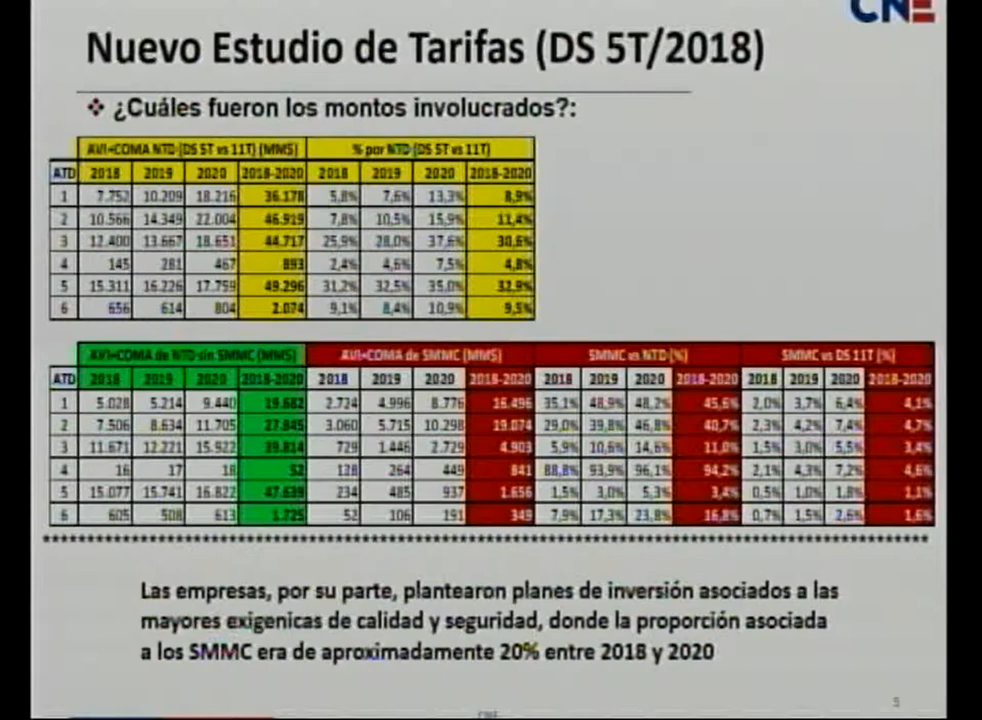 CNE
Nuevo Estudio de Tarifas (DS 5T/2018)
❖ ¿Cuáles fueron los montos involucrados?:
AVI+COMA NTD (DS 5T vs 11T) (MM$) % por NTD (DS 5T vs 11T)
ATD 2018 2019 2020 2018-2020 2018 2019 2020 2018-2020
1 7.752 10.209 18.216 36.178 5,8% 7,6% 13,3% 8,9%
2 10.566 14.349 22.004 46.919 7,8% 10,5% 15,9% 11,4%
3 12.400 13.667 18.651 44.717 25,9% 28,0% 37,6% 30,6%
4 145 281 467 893 2,4% 4,6% 7,5% 4,8%
5 15.311 16.226 17.759 49.296 31,2% 32,5% 35,0% 32,9%
6 656 614 804 2.074 9,1% 8,4% 10,9% 9,5%
AVI+COMA de NTD sin SMMC (MM$) AVI+COMA de SMMC (MM$) SMMC vs NTD (%) SMMC vs DS 11T (%)
ATD 2018 2019 2020 2018-2020 2018 2019 2020 2018-2020 2018 2019 2020 2018-2020 2018 2019 2020 2018-2020
1 5.028 5.214 9.440 19.682 2.724 4.996 8.776 16.496 35,1% 48,9% 48,2% 45,6% 2,0% 3,7% 6,4% 4,1%
2 7.506 8.634 11.705 27.845 3.060 5.715 10.298 19.074 29,0% 39,8% 46,8% 40,7% 2,3% 4,2% 7,4% 4,7%
3 11.671 12.221 15.922 39.814 729 1.446 2.729 4.903 5,9% 10,6% 14,6% 11,0% 1,5% 3,0% 5,5% 3,4%
4 16 17 18 52 128 264 449 841 88,8% 93,9% 96,1% 94,2% 2,1% 4,3% 7,2% 4,6%
5 15.077 15.741 16.822 47.639 234 485 937 1.656 1,5% 3,0% 5,3% 3,4% 0,5% 1,0% 1,8% 1,1%
6 605 508 613 1.725 52 106 191 349 7,9% 17,3% 23,8% 16,8% 0,7% 1,5% 2,6% 1,6%
Las empresas, por su parte, plantearon planes de inversión asociados a las
mayores exigenicas de calidad y seguridad, donde la proporción asociada
a los SMMC era de aproximadamente 20% entre 2018 y 2020
5